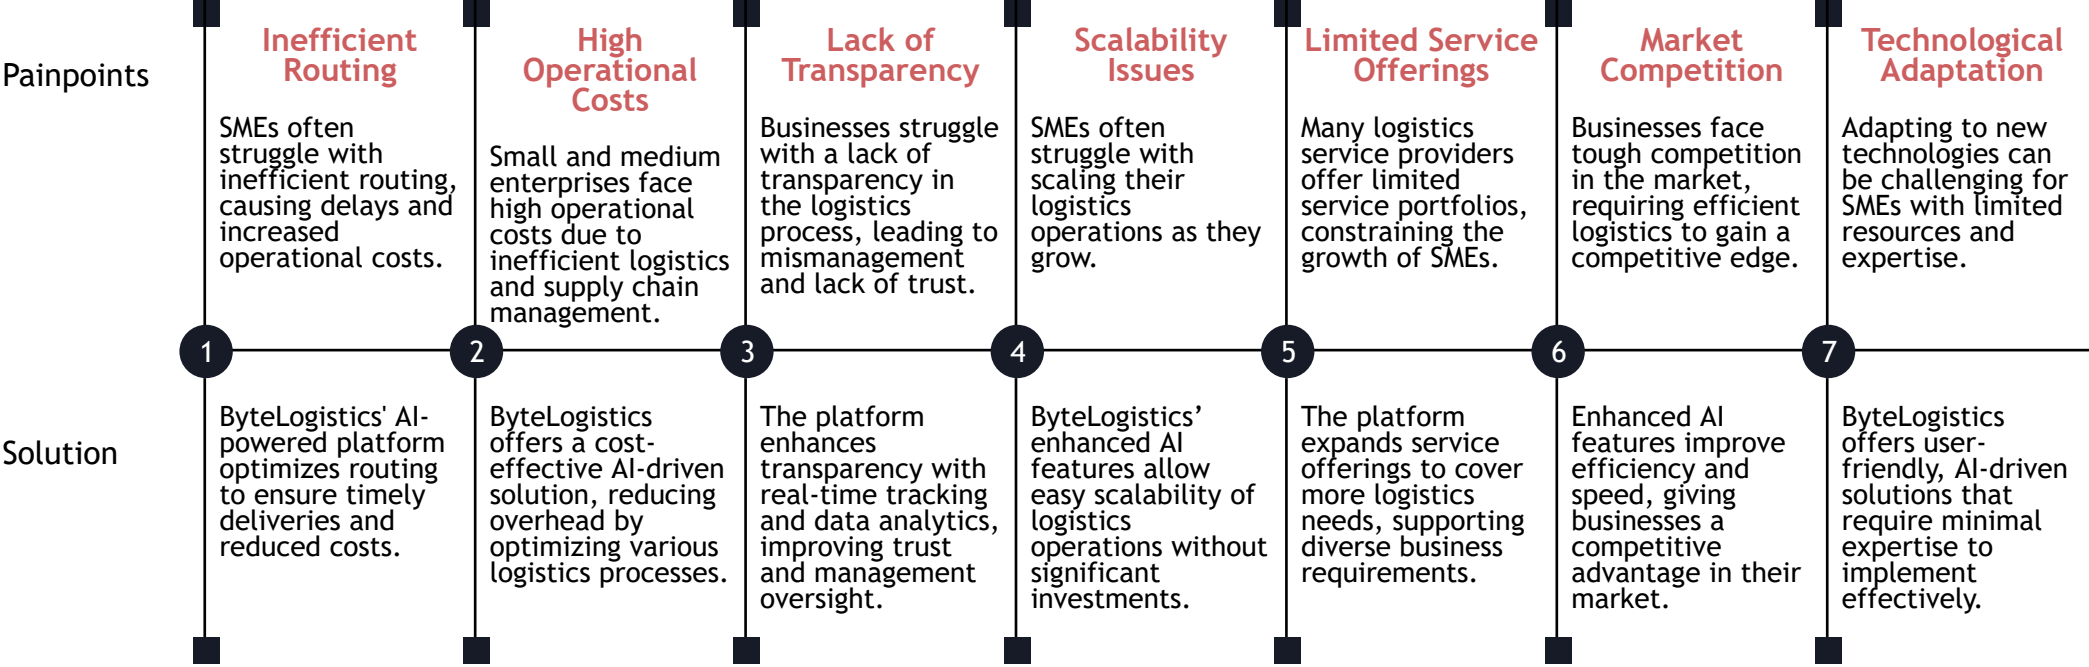 Painpoints
Inefficient
Routing
SMEs often
struggle with
inefficient routing,
causing delays and
increased
operational costs.
High
Operational
Costs
Small and medium
enterprises face
high operational
costs due to
inefficient logistics
and supply chain
management.
Lack of
Transparency
Businesses struggle
with a lack of
transparency in
the logistics
process, leading to
mismanagement
and lack of trust.
Scalability
Issues
SMEs often
struggle with
scaling their
logistics
operations as they
grow.
Limited Service
Offerings
Many logistics
service providers
offer limited
service portfolios,
constraining the
growth of SMEs.
Market
Competition
Businesses face
tough competition
in the market,
requiring efficient
logistics to gain a
competitive edge.
Technological
Adaptation
Adapting to new
technologies can
be challenging for
SMEs with limited
resources and
expertise.
1
2
3
4
5
6
7
Solution
ByteLogistics' AI-
powered platform
optimizes routing
to ensure timely
deliveries and
reduced costs.
ByteLogistics
offers a cost-
effective AI-driven
solution, reducing
overhead by
optimizing various
logistics processes.
The platform
enhances
transparency with
real-time tracking
and data analytics,
improving trust
and management
oversight.
ByteLogistics’
enhanced AI
features allow
easy scalability of
logistics
operations without
significant
investments.
The platform
expands service
offerings to cover
more logistics
needs, supporting
diverse business
requirements.
Enhanced AI
features improve
efficiency and
speed, giving
businesses a
competitive
advantage in their
market.
ByteLogistics
offers user-
friendly, AI-driven
solutions that
require minimal
expertise to
implement
effectively.